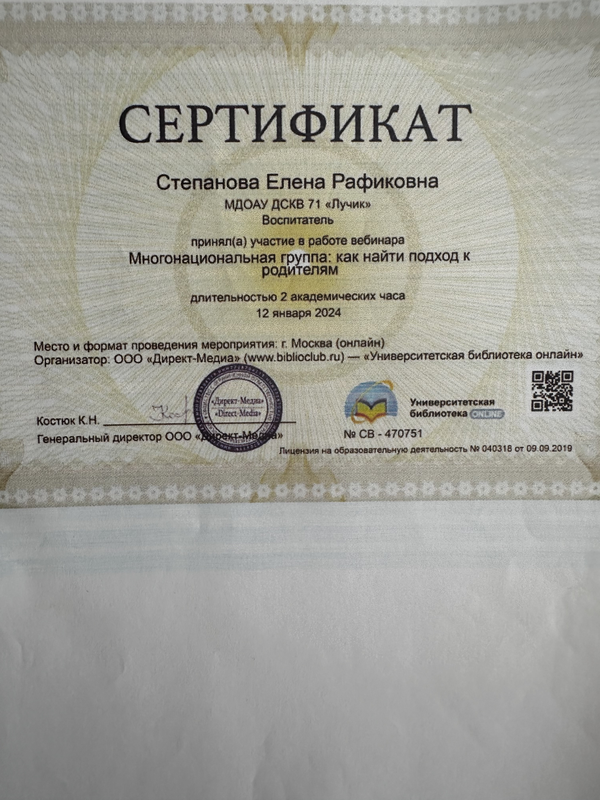 СЕРТИФИКАТ
Степанова Елена Рафиковна
МДОАУ ДСКВ 71 «Лучик»
Воспитатель
принял(а) участие в работе вебинара
Многонациональная группа: как найти подход к
родителям
длительностью 2 академических часа
12 января 2024
Место и формат проведения мероприятия: г. Москва (онлайн)
Организатор: ООО «Директ-Медиа» (www.biblioclub.ru) — «Университетская библиотека онлайн»
«Директ-Медиа»
«Direct-Media»
Университетская
библиотека ONLINE
Костюк К.Н.
№ СВ - 470751
Генеральный директор ООО «Директ-Медиа»
Лицензия на образовательную деятельность № 040318 от 09.09.2019